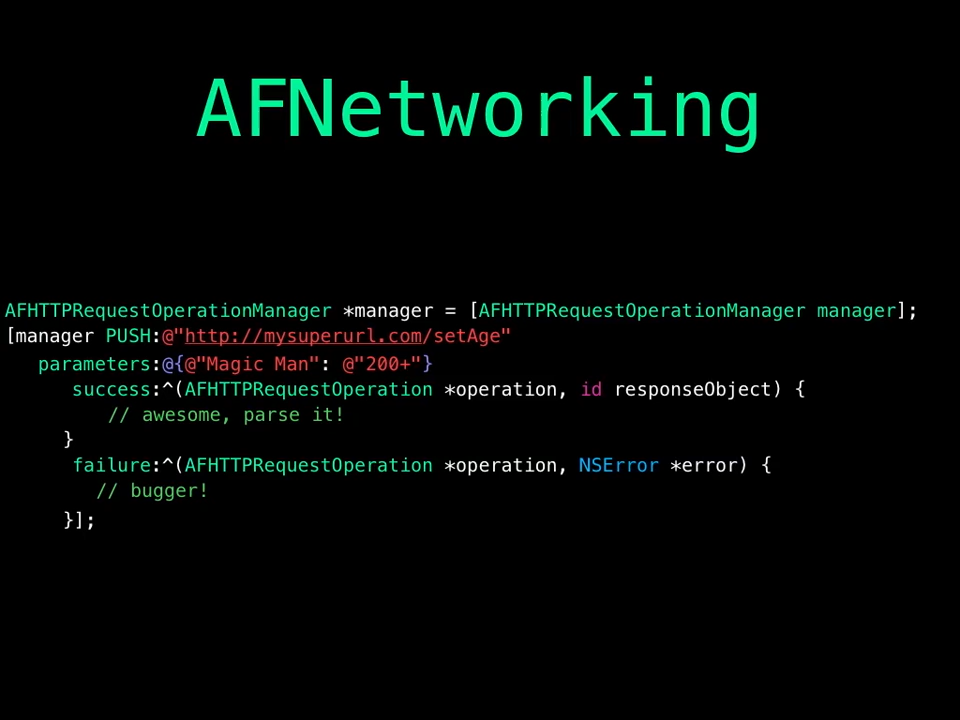 AFNetworking
AFHTTPRequestOperationManager *manager = [AFHTTPRequestOperationManager manager];
[manager PUSH:@"http://mysuperurl.com/setAge"
parameters:@{@"Magic Man": @"200+"}
success:^(AFHTTPRequestOperation *operation, id responseObject) {
// awesome, parse it!
}
failure:^(AFHTTPRequestOperation *operation, NSError *error) {
// bugger!
}];